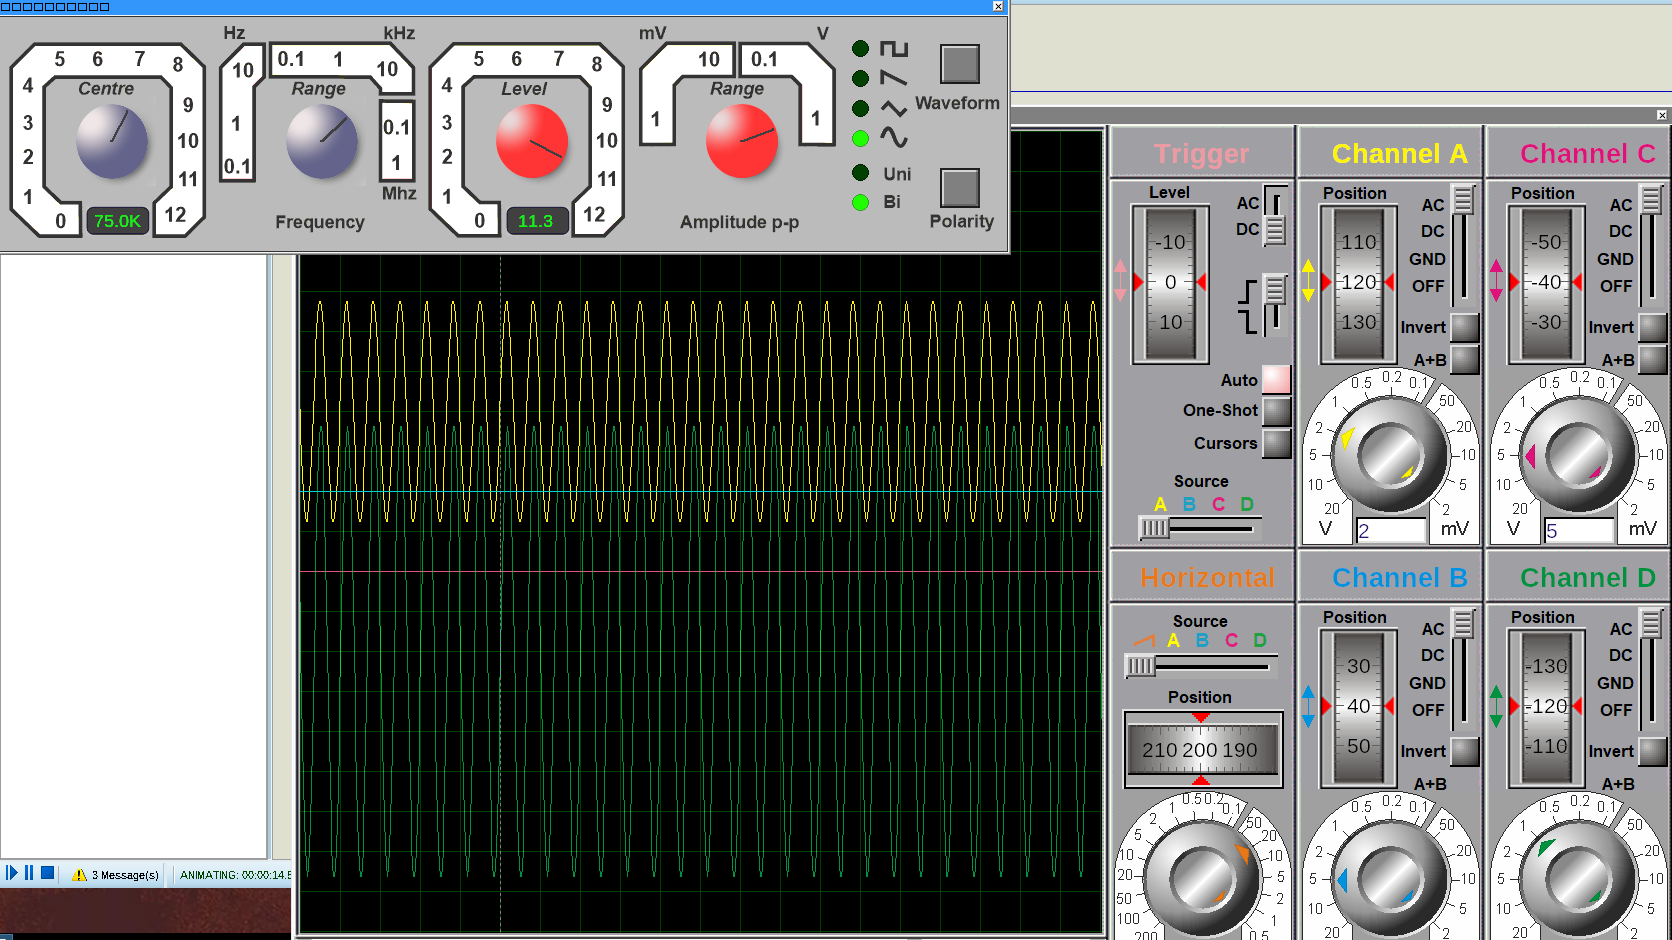 Hz kHz mV V
5 6 7 8 4 3 2 1 0 9 10 11 12
Centre
75.0K
10 1 0.1
0.1 1 10
Range
0.1 1
Mhz
Frequency
5 6 7 8 4 3 2 1 0 9 10 11 12
Level
11.3
10 0.1
1 1
Range
Amplitude p-p
Waveform
Uni
Bi
Polarity
3 Message(s)
Trigger
Level
AC
DC
-10
0
10
Auto
One-Shot
Cursors
Source
A B C D
Channel A
Position
AC
DC
GND
OFF
110
120
130
Invert
A+B
0.5 0.2 0.1
1 50
2 20
5 10
10 5
20 2
V 2 mV
Channel C
Position
AC
DC
GND
OFF
-50
-40
-30
Invert
A+B
0.5 0.2 0.1
1 50
2 20
5 10
10 5
20 2
V 5 mV
Horizontal
Source
A B C D
Position
210 200 190
0.5 0.2 0.1
1 50
2 20
5 10
10 5
20 2
50 1
100 0.5
200
Channel B
Position
AC
DC
GND
OFF
30
40
50
Invert
A+B
0.5 0.2 0.1
1 50
2 20
5 10
10 5
20 2
Channel D
Position
AC
DC
GND
OFF
-130
-120
-110
Invert
A+B
0.5 0.2 0.1
1 50
2 20
5 10
10 5
20 2
ANIMATING: 00:00:14.